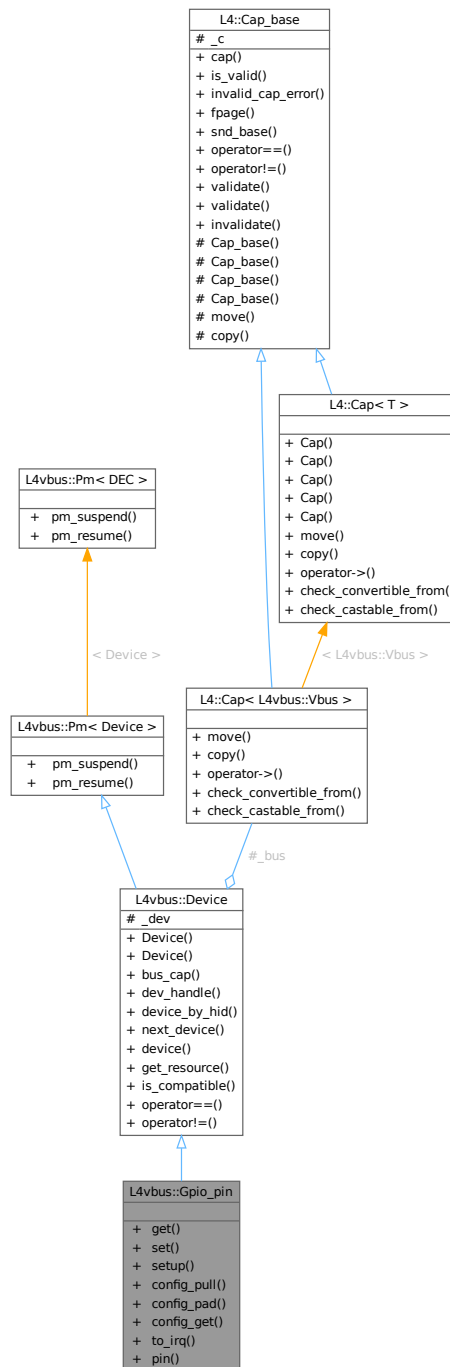 L4::Cap_base
# _c
+ cap()
+ is_valid()
+ invalid_cap_error()
+ fpage()
+ snd_base()
+ operator==()
+ operator!=()
+ validate()
+ validate()
+ invalidate()
# Cap_base()
# Cap_base()
# Cap_base()
# Cap_base()
# move()
# copy()
L4::Cap< T >
+ Cap()
+ Cap()
+ Cap()
+ Cap()
+ Cap()
+ move()
+ copy()
+ operator->()
+ check_convertible_from()
+ check_castable_from()
L4vbus::Pm< DEC >
+ pm_suspend()
+ pm_resume()
< Device >
< L4vbus::Vbus >
L4::Cap< L4vbus::Vbus >
+ move()
+ copy()
+ operator->()
+ check_convertible_from()
+ check_castable_from()
L4vbus::Pm< Device >
+ pm_suspend()
+ pm_resume()
#_bus
L4vbus::Device
# _dev
+ Device()
+ Device()
+ bus_cap()
+ dev_handle()
+ device_by_hid()
+ next_device()
+ device()
+ get_resource()
+ is_compatible()
+ operator==()
+ operator!=()
L4vbus::Gpio_pin
+ get()
+ set()
+ setup()
+ config_pull()
+ config_pad()
+ config_get()
+ to_irq()
+ pin()